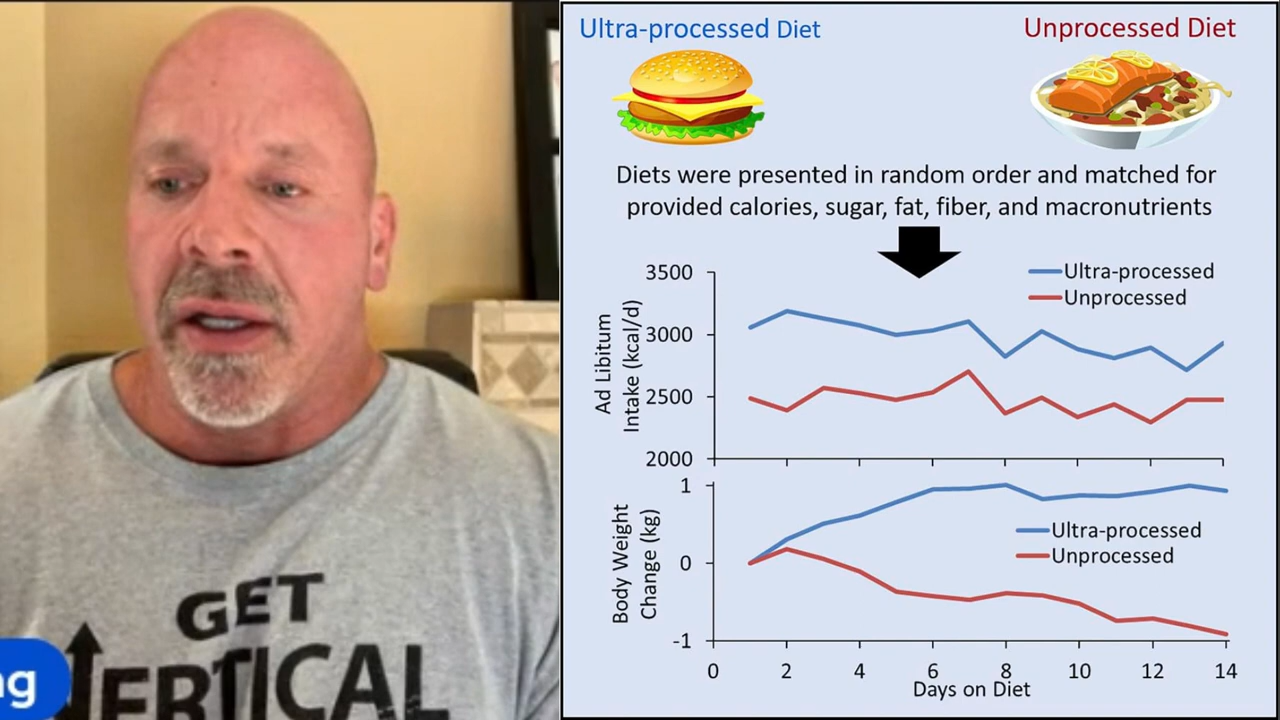 GET
VERTICAL
ng
Ultra-processed Diet
Unprocessed Diet
Diets were presented in random order and matched for
provided calories, sugar, fat, fiber, and macronutrients
Ad Libitum
Intake (kcal/d)
3500
3000
2500
2000
Ultra-processed
Unprocessed
Body Weight
Change (kg)
1
0
-1
Ultra-processed
Unprocessed
0 2 4 6 8 10 12 14
Days on Diet